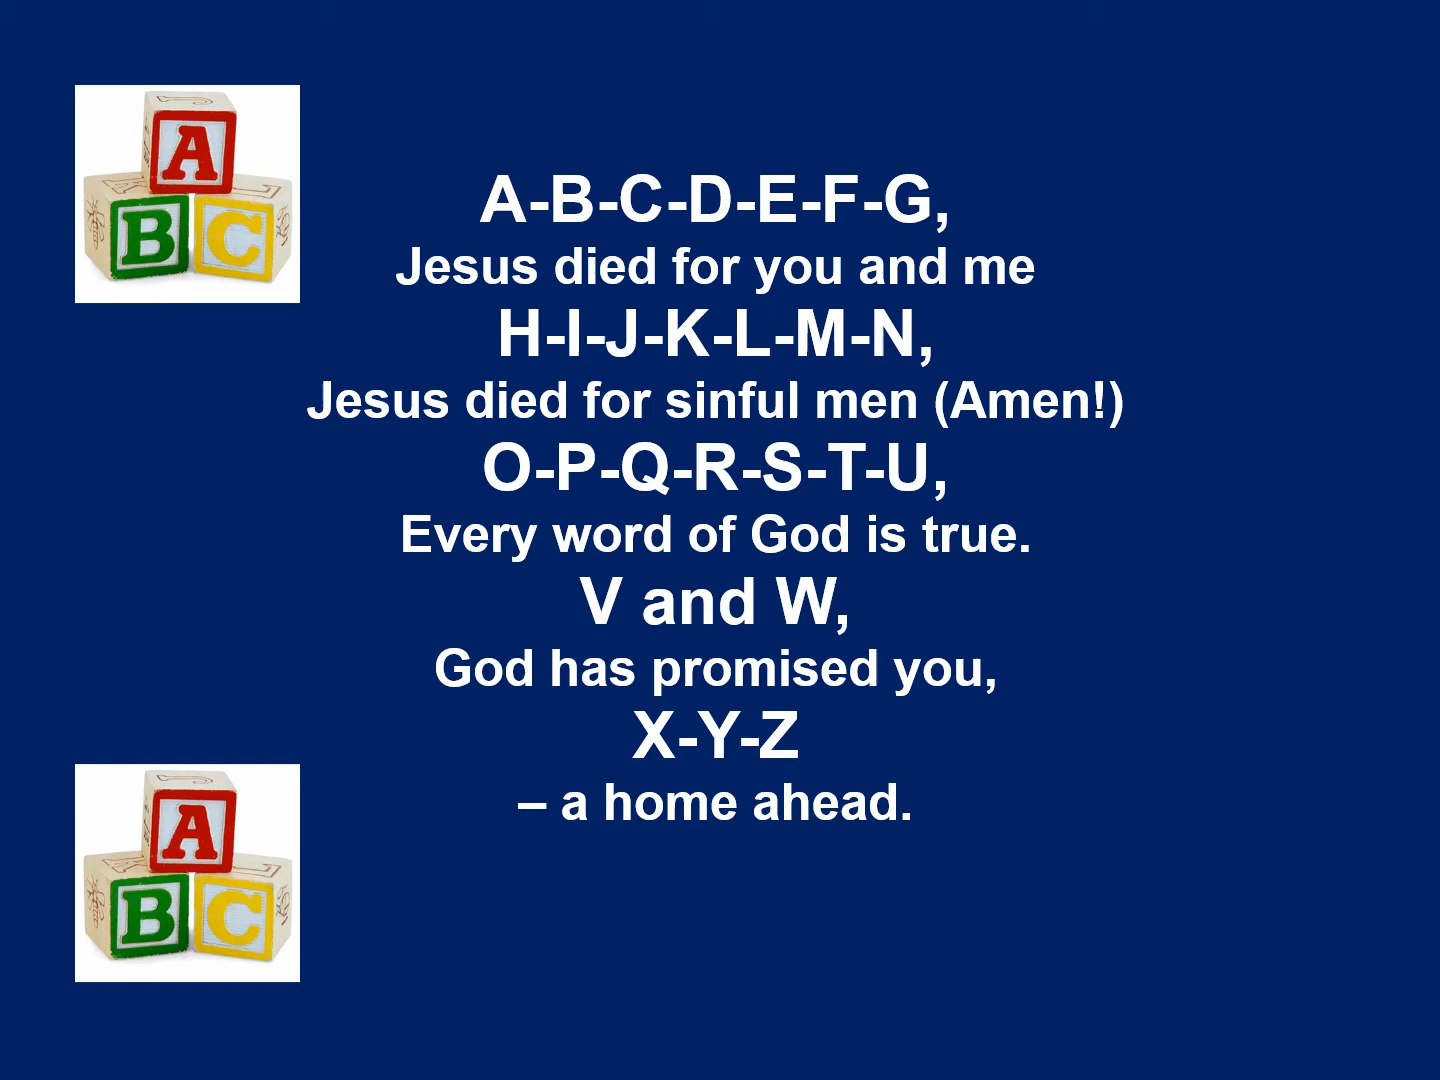 A
B C
A-B-C-D-E-F-G,
Jesus died for you and me
H-I-J-K-L-M-N,
Jesus died for sinful men (Amen!)
O-P-Q-R-S-T-U,
Every word of God is true.
V and W,
God has promised you,
X-Y-Z
– a home ahead.
A
B C